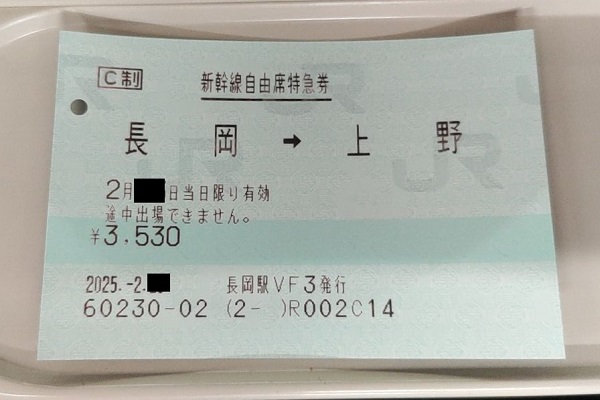 C制
新幹線自由席特急券
長岡→上野
2月 日当日限り有効
途中出場できません。
¥3,530
2025.-2. 長岡駅VF3発行
60230-02 (2- )R002C14